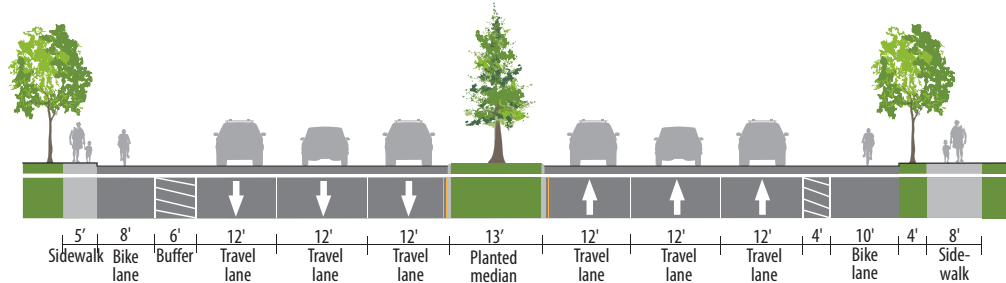 5’ 8' 6' 12' 12' 12' 13’ 12' 12' 12' 4' 10' 4' 8'
Sidewalk Bike Buffer Travel Travel Travel Planted Travel Travel Travel Bike Side-
lane lane lane lane median lane lane lane lane walk